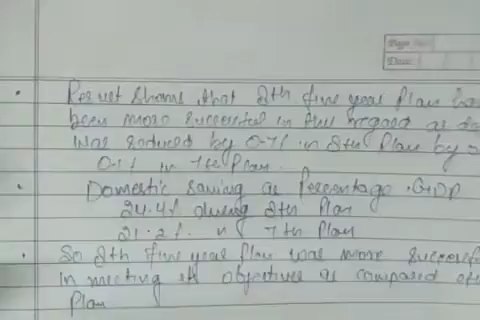 Page No:
Date:
Result shows that 8th five year Plan has
been more successful in this regard as
was reduced by 0.7% in 8th Plan by
0.1% in 7th Plan.
Domestic saving as Percentage GDP
24.4% during 8th Plan
21.2% " 7th Plan
So 8th five year Plan was more success
in meeting its objectives as compared
Plan